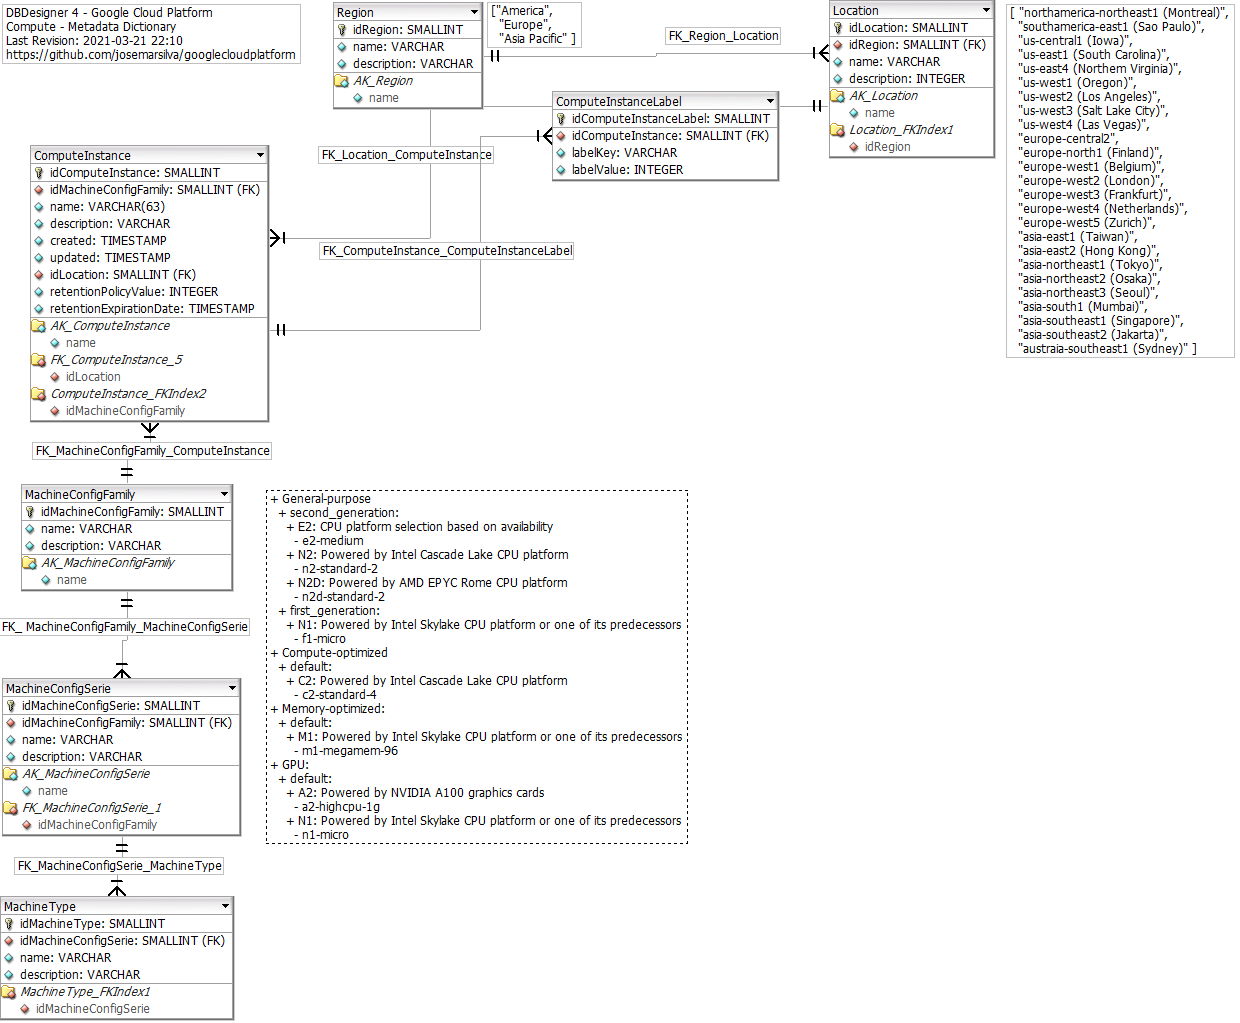 DBDesigner 4 - Google Cloud Platform
Compute - Metadata Dictionary
Last Revision: 2021-03-21 22:10
https://github.com/josemarsilva/googlecloudplatform
Region
idRegion: SMALLINT
name: VARCHAR
description: VARCHAR
AK_Region
name
["America",
"Europe",
"Asia Pacific" ]
FK_Region_Location
Location
idLocation: SMALLINT
idRegion: SMALLINT (FK)
name: VARCHAR
description: INTEGER
AK_Location
name
Location_FKIndex1
idRegion
[ "northamerica-northeast1 (Montreal)",
"southamerica-east1 (Sao Paulo)",
"us-central1 (Iowa)",
"us-east1 (South Carolina)",
"us-east4 (Northern Virginia)",
"us-west1 (Oregon)",
"us-west2 (Los Angeles)",
"us-west3 (Salt Lake City)",
"us-west4 (Las Vegas)",
"europe-central2"
"europe-north1 (Finland)",
"europe-west1 (Belgium)",
"europe-west2 (London)",
"europe-west3 (Frankfurt)",
"europe-west4 (Netherlands)",
"europe-west5 (Zurich)",
"asia-east1 (Taiwan)",
"asia-east2 (Hong Kong)",
"asia-northeast1 (Tokyo)",
"asia-northeast2 (Osaka)",
"asia-northeast3 (Seoul)",
"asia-south1 (Mumbai)",
"asia-southeast1 (Singapore)",
"asia-southeast2 (Jakarta)",
"austraia-southeast1 (Sydney)" ]
ComputeInstanceLabel
idComputeInstanceLabel: SMALLINT
idComputeInstance: SMALLINT (FK)
labelKey: VARCHAR
labelValue: INTEGER
FK_Location_ComputeInstance
FK_ComputeInstance_ComputeInstanceLabel
ComputeInstance
idComputeInstance: SMALLINT
idMachineConfigFamily: SMALLINT (FK)
name: VARCHAR(63)
description: VARCHAR
created: TIMESTAMP
updated: TIMESTAMP
idLocation: SMALLINT (FK)
retentionPolicyValue: INTEGER
retentionExpirationDate: TIMESTAMP
AK_ComputeInstance
name
FK_ComputeInstance_5
idLocation
ComputeInstance_FKIndex2
idMachineConfigFamily
FK_MachineConfigFamily_ComputeInstance
MachineConfigFamily
idMachineConfigFamily: SMALLINT
name: VARCHAR
description: VARCHAR
AK_MachineConfigFamily
name
FK_ MachineConfigFamily_MachineConfigSerie
MachineConfigSerie
idMachineConfigSerie: SMALLINT
idMachineConfigFamily: SMALLINT (FK)
name: VARCHAR
description: VARCHAR
AK_MachineConfigSerie
name
FK_MachineConfigSerie_1
idMachineConfigFamily
FK_MachineConfigSerie_MachineType
MachineType
idMachineType: SMALLINT
idMachineConfigSerie: SMALLINT (FK)
name: VARCHAR
description: VARCHAR
MachineType_FKIndex1
idMachineConfigSerie
+ General-purpose
+ second_generation:
+ E2: CPU platform selection based on availability
- e2-medium
+ N2: Powered by Intel Cascade Lake CPU platform
- n2-standard-2
+ N2D: Powered by AMD EPYC Rome CPU platform
- n2d-standard-2
+ first_generation:
+ N1: Powered by Intel Skylake CPU platform or one of its predecessors
- f1-micro
+ Compute-optimized
+ default:
+ C2: Powered by Intel Cascade Lake CPU platform
- c2-standard-4
+ Memory-optimized:
+ default:
+ M1: Powered by Intel Skylake CPU platform or one of its predecessors
- m1-megamem-96
+ GPU:
+ default:
+ A2: Powered by NVIDIA A100 graphics cards
- a2-highcpu-1g
+ N1: Powered by Intel Skylake CPU platform or one of its predecessors
- n1-micro